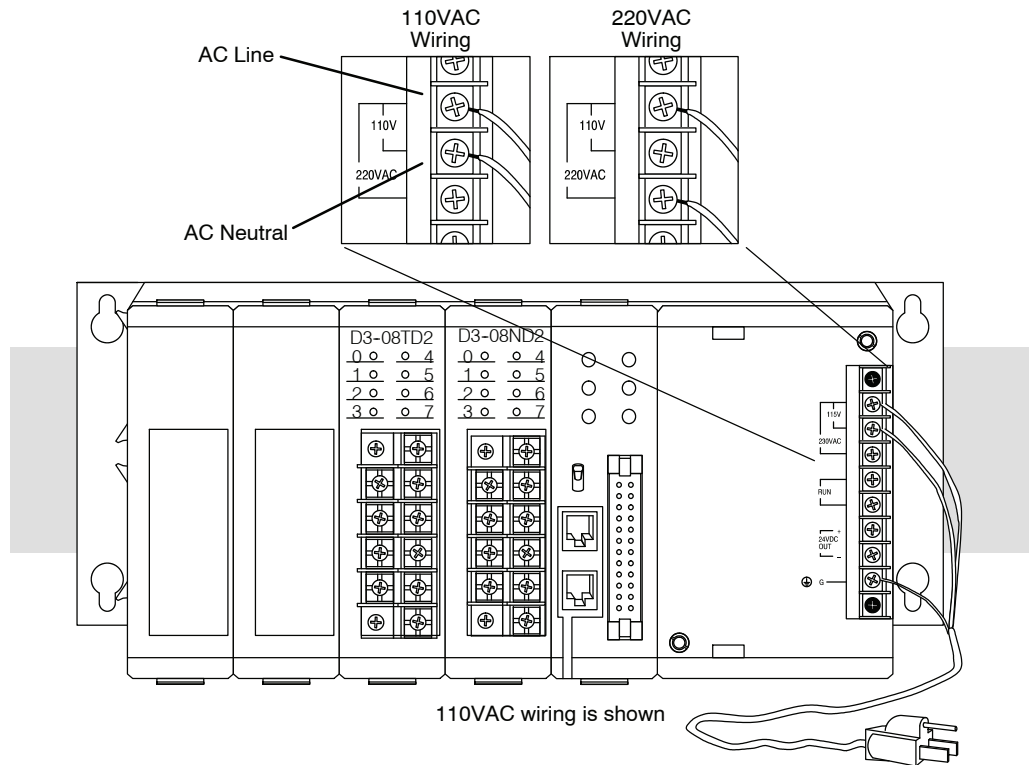 110VAC
Wiring
220VAC
Wiring
AC Line
110V
220VAC
110V
220VAC
AC Neutral
D3-08TD2
0 4
1 5
2 6
3 7
D3-08ND2
0 4
1 5
2 6
3 7
115V
230VAC
RUN
+
24VDC
OUT
-
G
110VAC wiring is shown